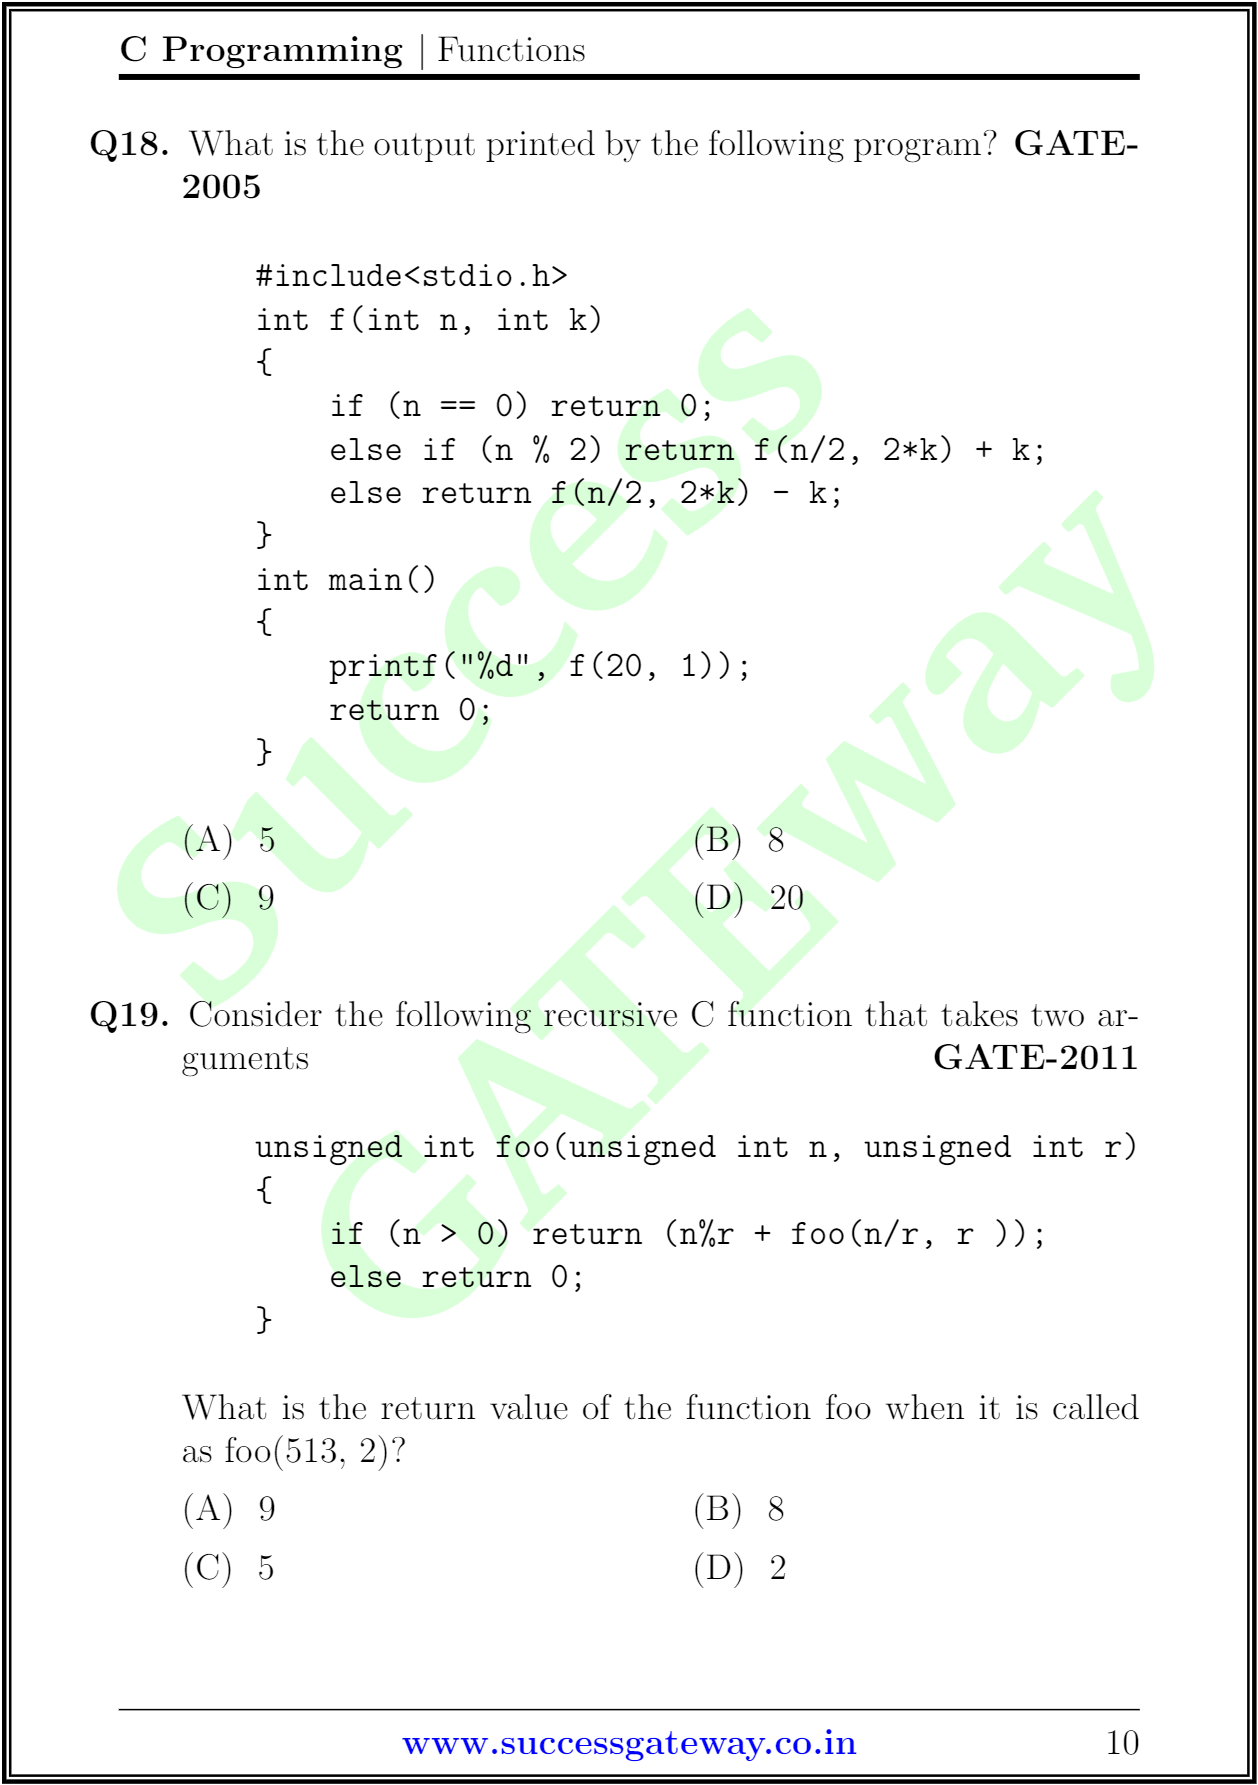 C Programming | Functions
Q18. What is the output printed by the following program? GATE-
2005
#include<stdio.h>
int f(int n, int k)
{
    if (n == 0) return 0;
    else if (n % 2) return f(n/2, 2*k) + k;
    else return f(n/2, 2*k) - k;
}
int main()
{
    printf("%d", f(20, 1));
    return 0;
}
(A) 5 (B) 8
(C) 9 (D) 20
Q19. Consider the following recursive C function that takes two ar-
guments GATE-2011
unsigned int foo(unsigned int n, unsigned int r)
{
    if (n > 0) return (n%r + foo(n/r, r ));
    else return 0;
}
What is the return value of the function foo when it is called
as foo(513, 2)?
(A) 9 (B) 8
(C) 5 (D) 2
www.successgateway.co.in 10
Success
GATEway